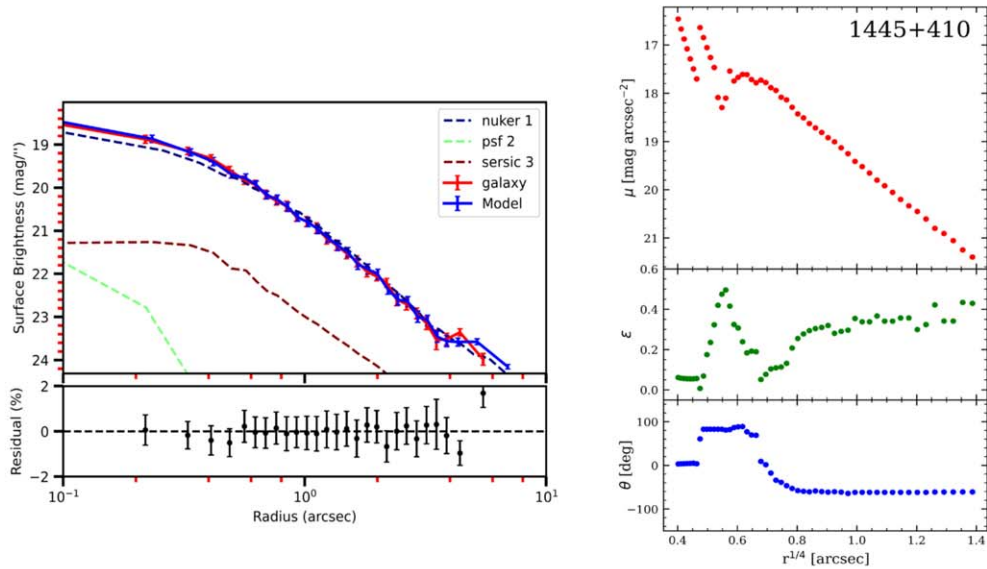 Surface Brightness (mag/'')
19
20
21
22
23
24
nuker 1
psf 2
sersic 3
galaxy
Model
Residual (%)
2
0
−2
10⁻¹
10⁰
10¹
Radius (arcsec)
1445+410
μ [mag arcsec⁻²]
17
18
19
20
21
0.6
ε
0.4
0.2
0.0
θ [deg]
100
0
−100
0.4 0.6 0.8 1.0 1.2 1.4
r¹ᐟ⁴ [arcsec]